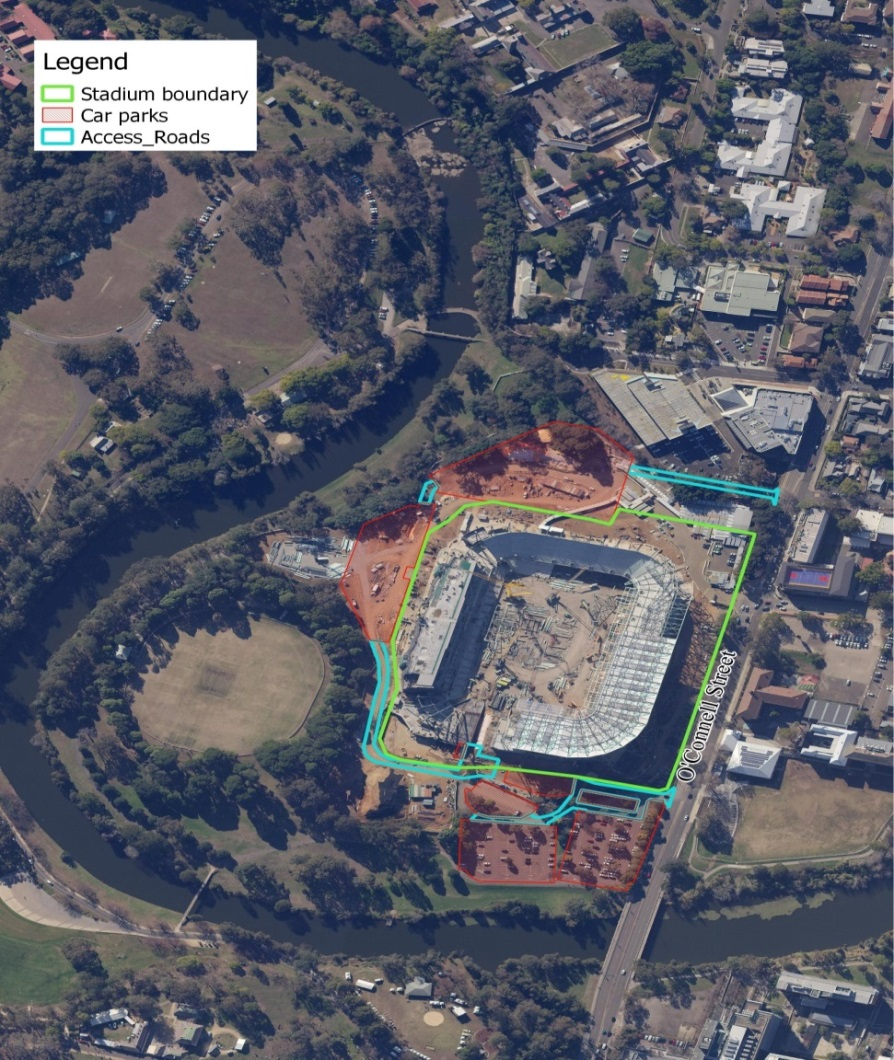 Legend
Stadium boundary
Car parks
Access_Roads
O'Connell Street